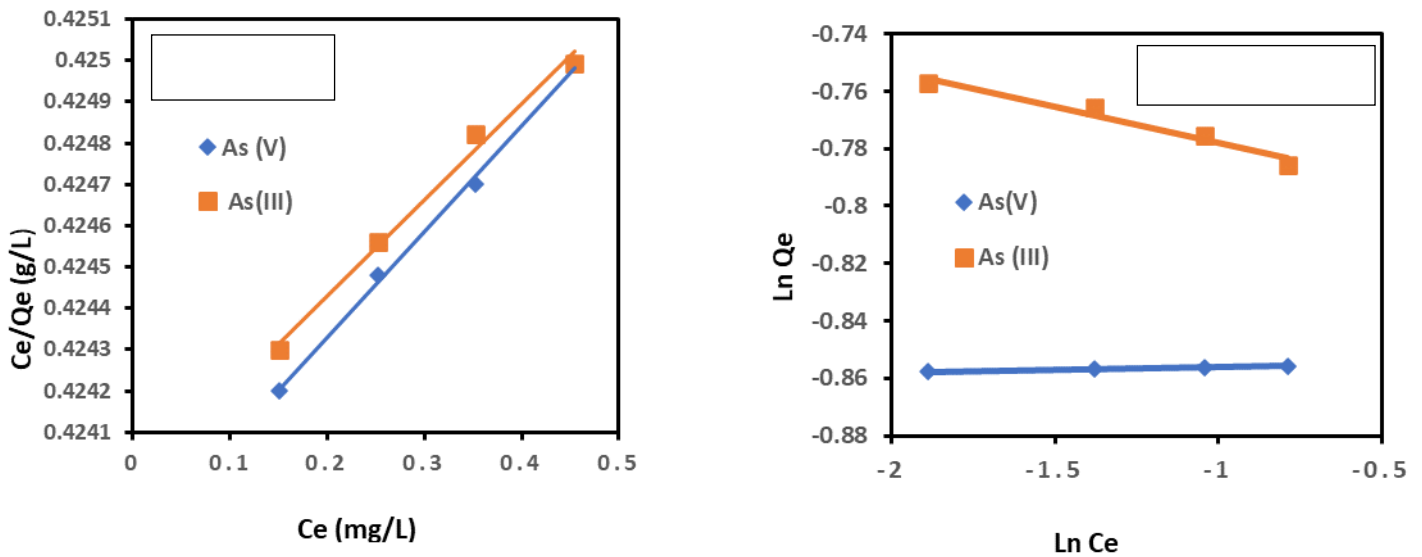 0.4251
0.425
0.4249
0.4248
0.4247
0.4246
0.4245
0.4244
0.4243
0.4242
0.4241
Ce/Qe (g/L)
As (V)
As(III)
0 0.1 0.2 0.3 0.4 0.5
Ce (mg/L)
-0.74
-0.76
-0.78
-0.8
-0.82
-0.84
-0.86
-0.88
Ln Qe
As(V)
As (III)
-2 -1.5 -1 -0.5
Ln Ce